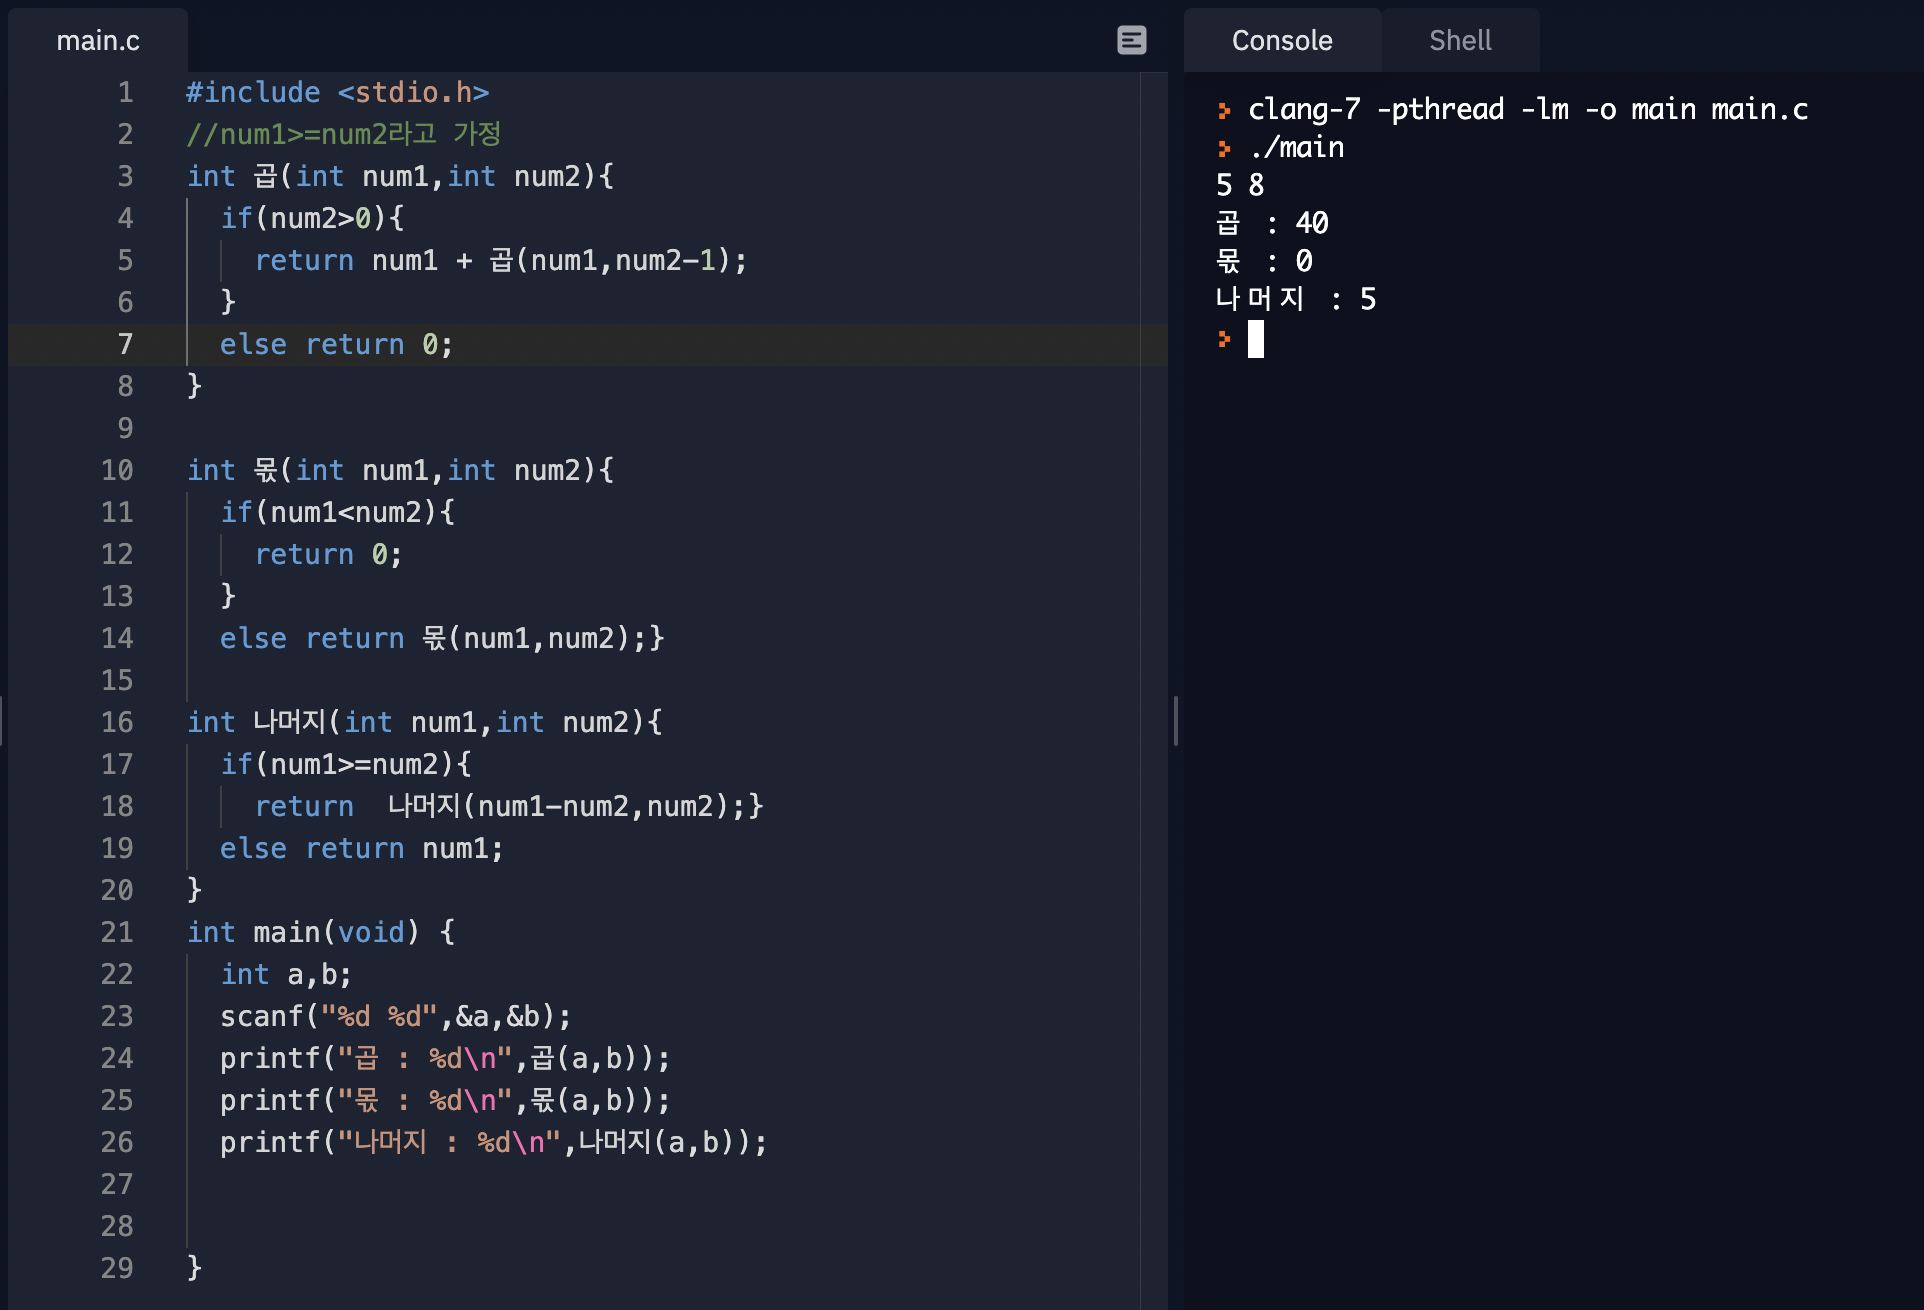 main.c
1 #include <stdio.h>
2 //num1>=num2라고 가정
3 int 곱(int num1,int num2){
4   if(num2>0){
5     return num1 + 곱(num1,num2-1);
6   }
7   else return 0;
8 }
9
10 int 몫(int num1,int num2){
11   if(num1<num2){
12     return 0;
13   }
14   else return 몫(num1,num2);}
15
16 int 나머지(int num1,int num2){
17   if(num1>=num2){
18     return  나머지(num1-num2,num2);}
19   else return num1;
20 }
21 int main(void) {
22   int a,b;
23   scanf("%d %d",&a,&b);
24   printf("곱 : %d\n",곱(a,b));
25   printf("몫 : %d\n",몫(a,b));
26   printf("나머지 : %d\n",나머지(a,b));
27
28
29 }
Console Shell
clang-7 -pthread -lm -o main main.c
./main
5 8
곱 : 40
몫 : 0
나머지 : 5